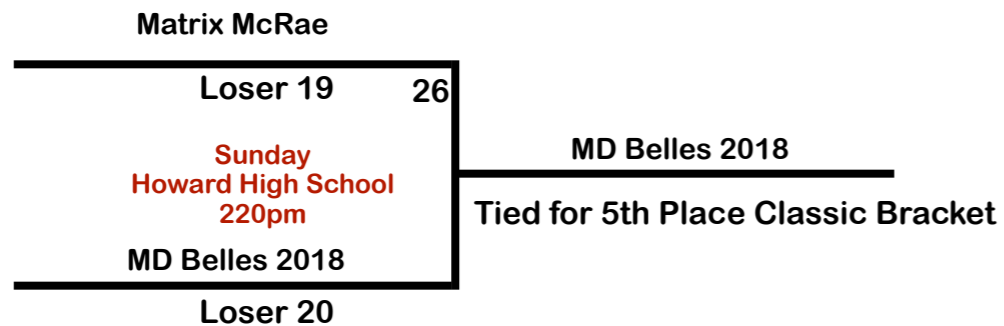 Matrix McRae
Loser 19
26
Sunday
Howard High School
220pm
MD Belles 2018
Tied for 5th Place Classic Bracket
MD Belles 2018
Loser 20